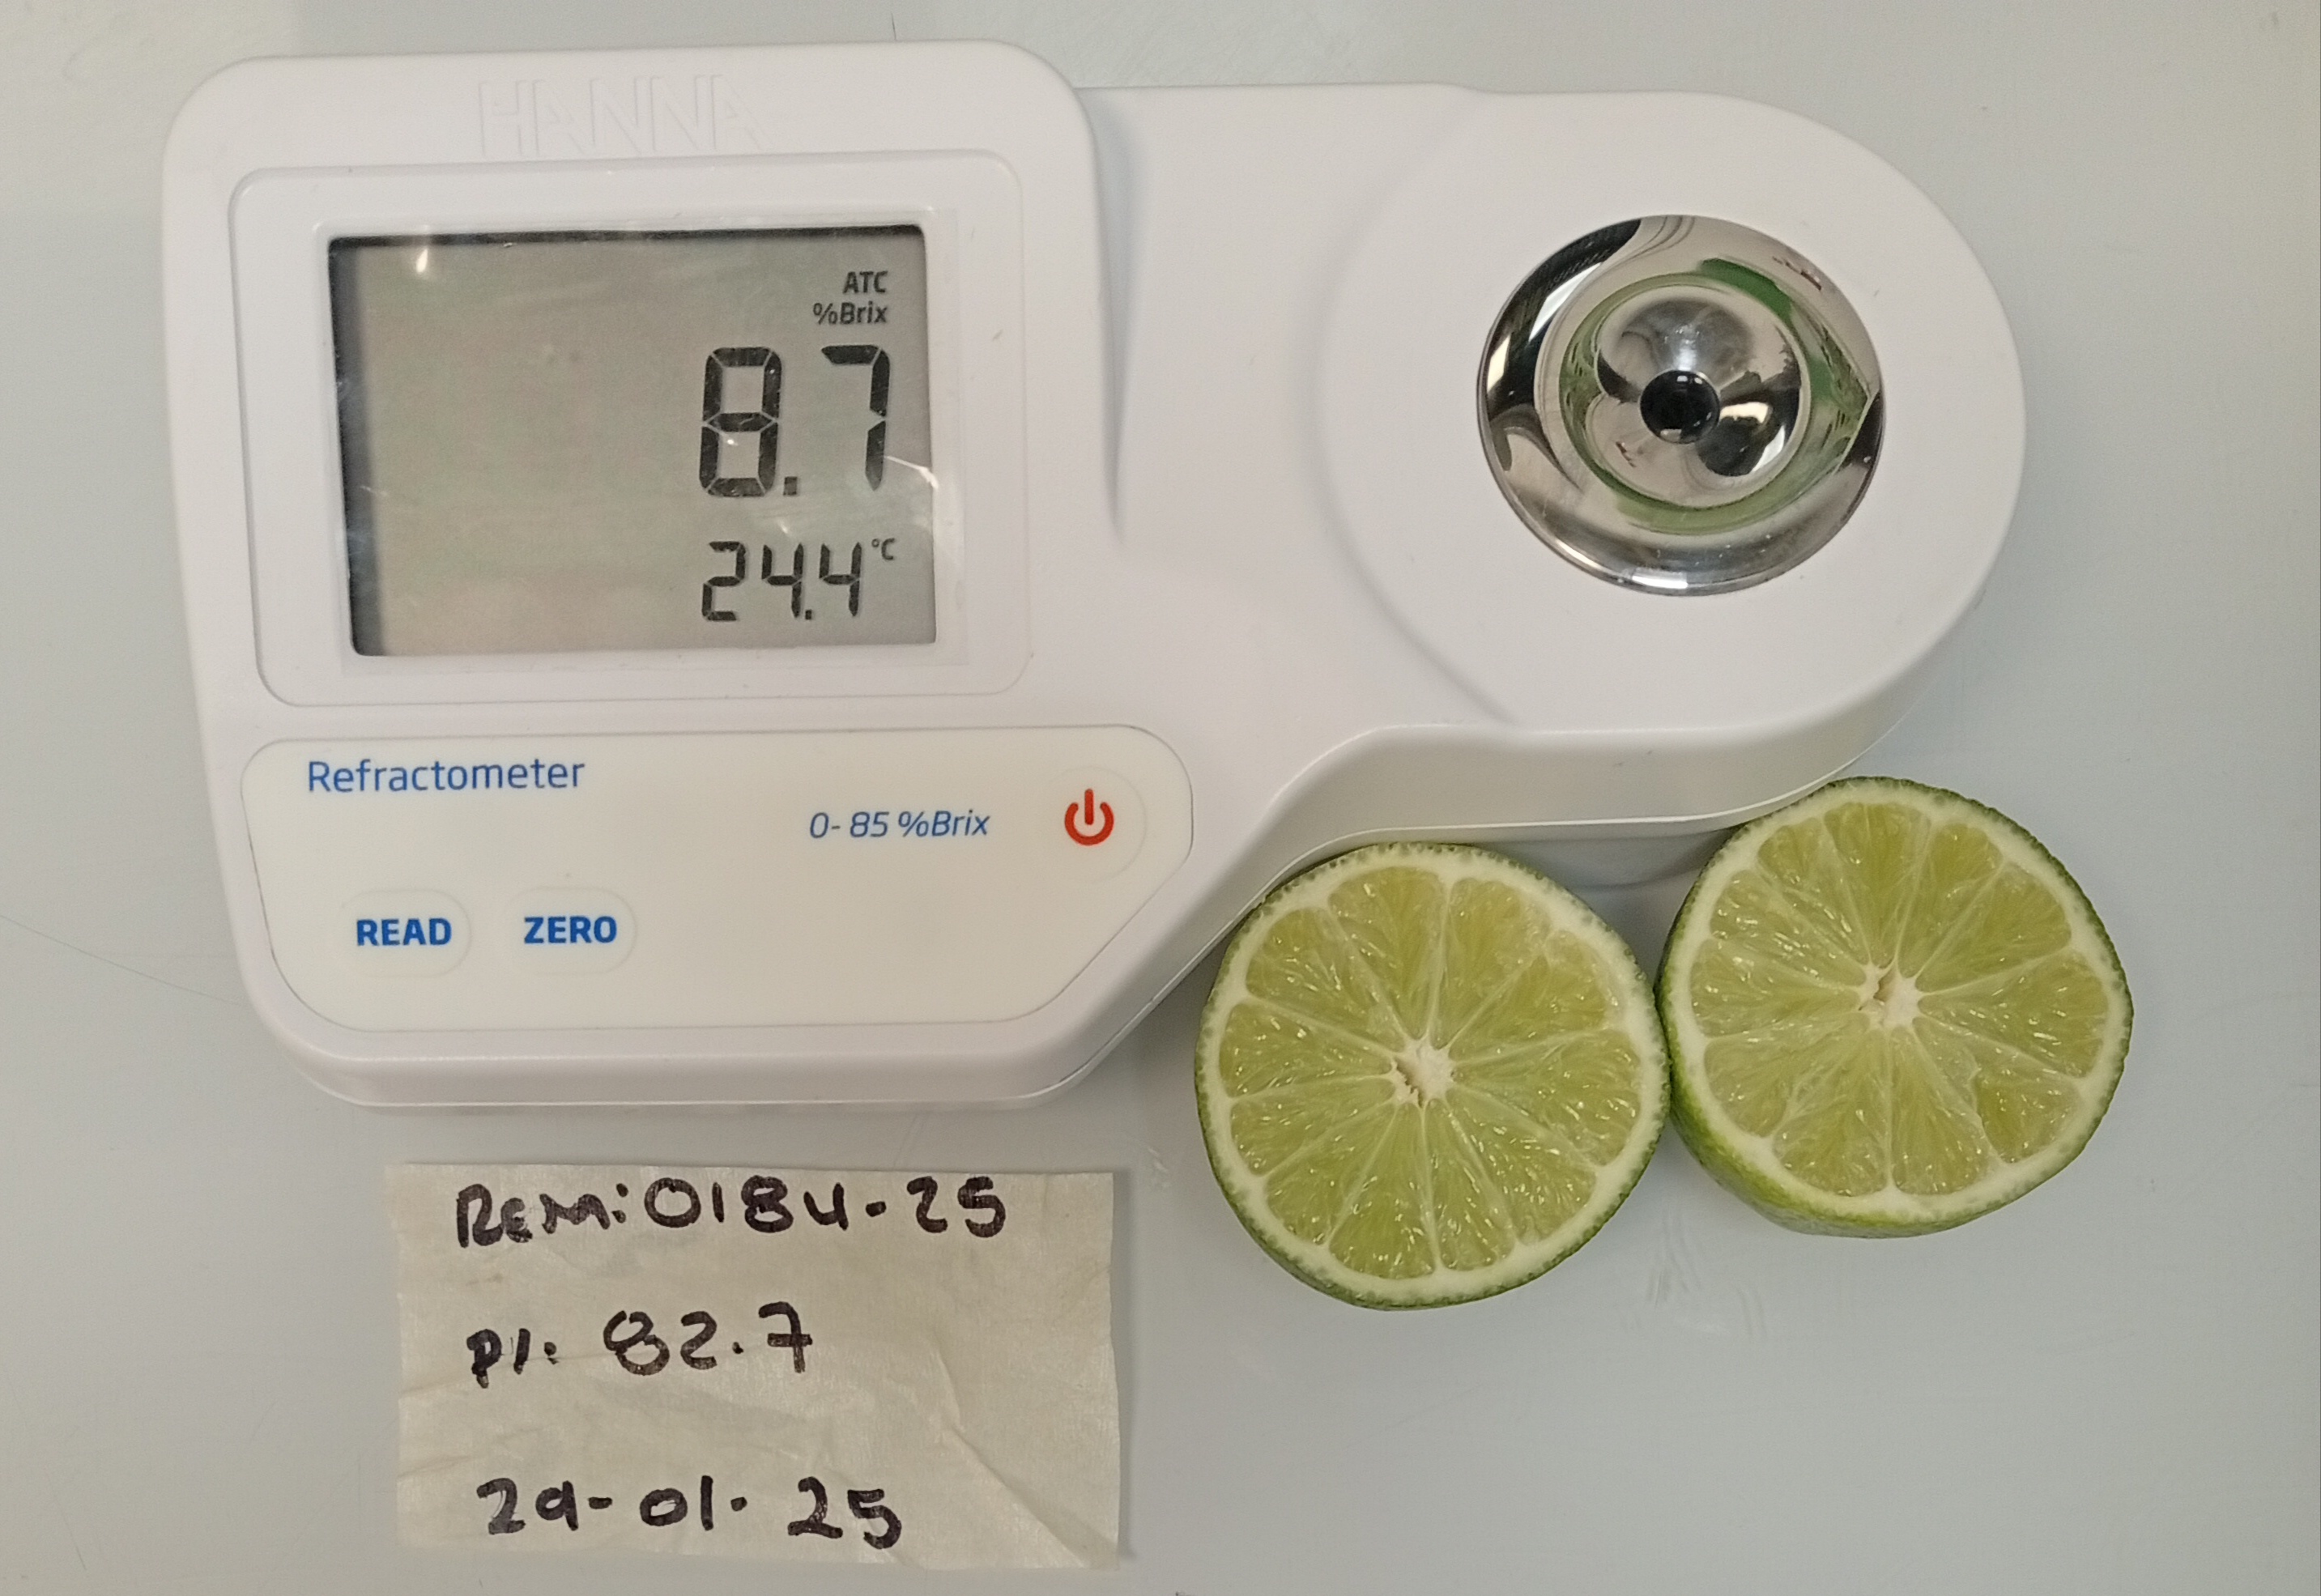 HANNA
ATC
%Brix
8.7
24.4 °C
Refractometer
0-85 %Brix
READ ZERO
Rem: 0184-25
P1: 82.7
29-01-25